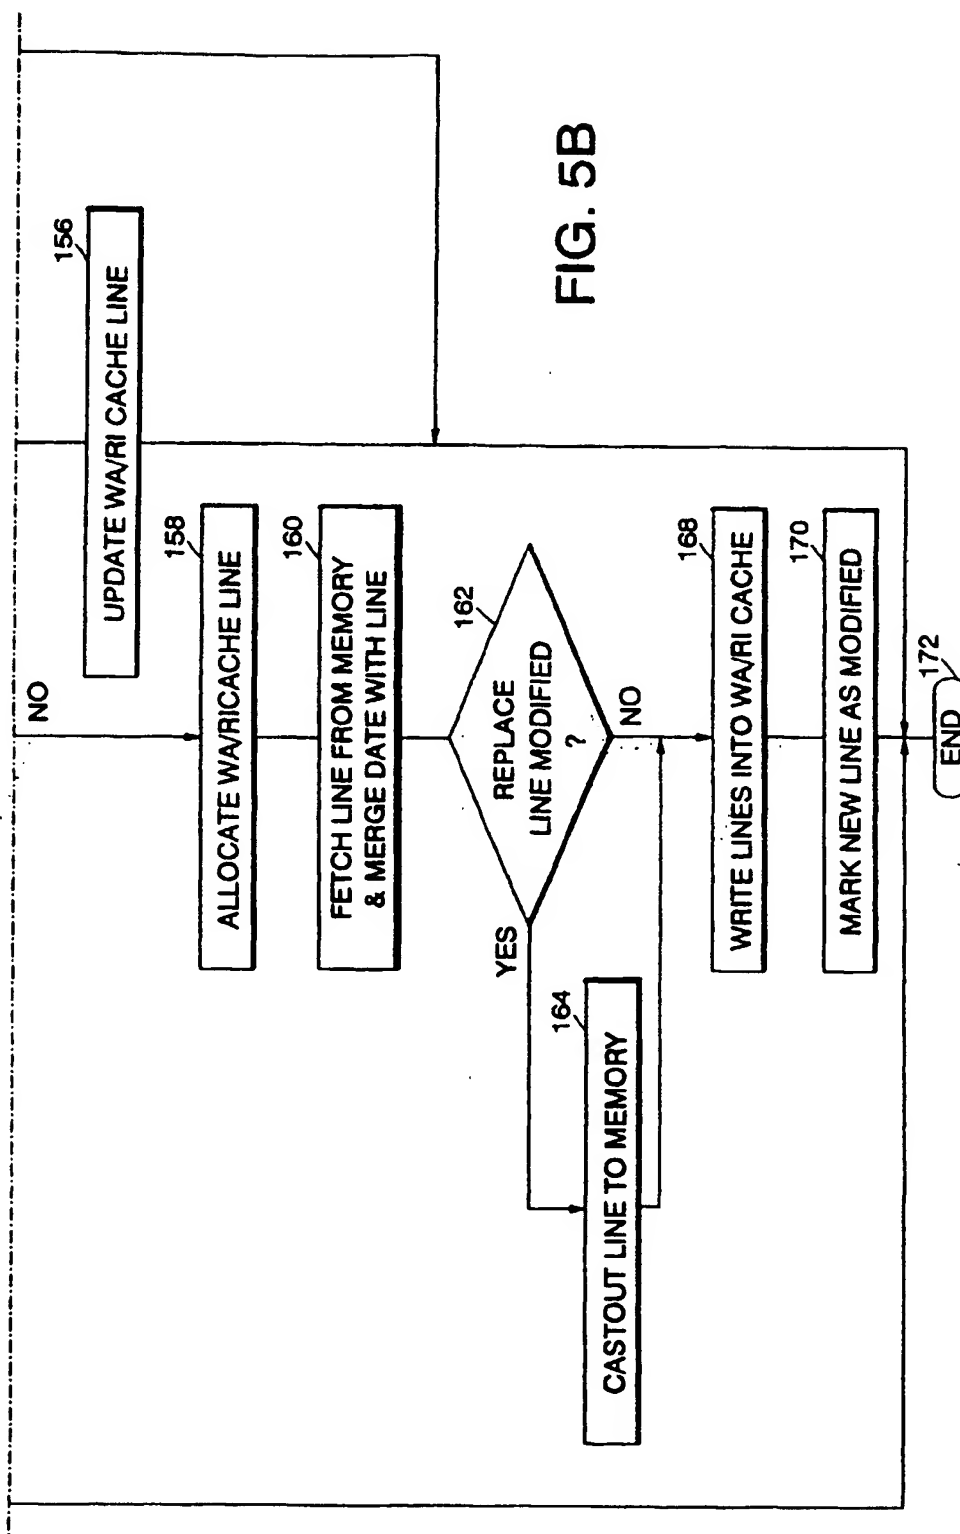 NO
156
UPDATE WA/RI CACHE LINE
158
ALLOCATE WA/RICACHE LINE
160
FETCH LINE FROM MEMORY
& MERGE DATE WITH LINE
162
REPLACE
LINE MODIFIED
?
YES
NO
164
CASTOUT LINE TO MEMORY
168
WRITE LINES INTO WA/RI CACHE
170
MARK NEW LINE AS MODIFIED
172
END
FIG. 5B